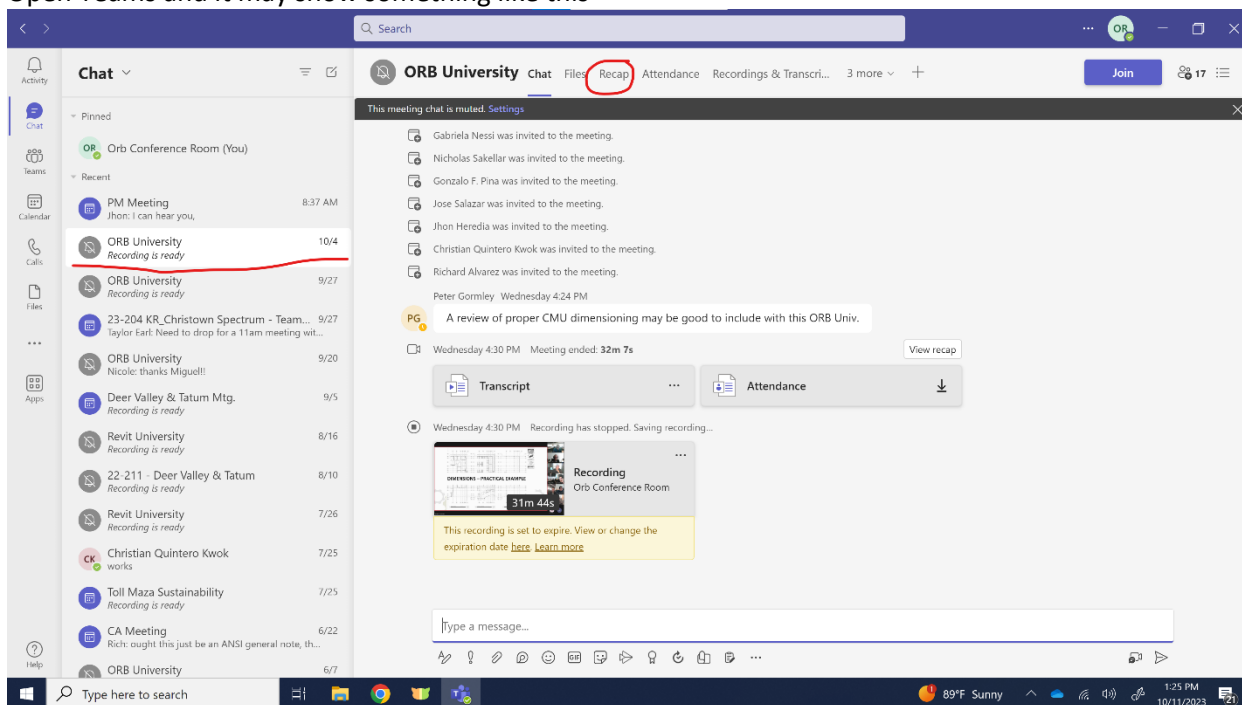 Open Teams and it may show something like this
Search
OR
Activity
Chat
Teams
Calendar
Calls
Files
Apps
Help
Chat
Pinned
OR Orb Conference Room (You)
Recent
PM Meeting 8:37 AM
Jhon: I can hear you,
ORB University 10/4
Recording is ready
ORB University 9/27
Recording is ready
23-204 KR_Christown Spectrum - Team... 9/27
Taylor Earl: Need to drop for a 11am meeting wit...
ORB University 9/20
Nicole: thanks Miguel!!
Deer Valley & Tatum Mtg. 9/5
Recording is ready
Revit University 8/16
Recording is ready
22-211 - Deer Valley & Tatum 8/10
Recording is ready
Revit University 7/26
Recording is ready
CK Christian Quintero Kwok 7/25
works
Toll Maza Sustainability 7/25
Recording is ready
CA Meeting 6/22
Rich: ought this just be an ANSI general note, th...
ORB University 6/7
ORB University Chat Files Recap Attendance Recordings & Transcri... 3 more Join 17
This meeting chat is muted. Settings
Gabriela Nessi was invited to the meeting.
Nicholas Sakellar was invited to the meeting.
Gonzalo F. Pina was invited to the meeting.
Jose Salazar was invited to the meeting.
Jhon Heredia was invited to the meeting.
Christian Quintero Kwok was invited to the meeting.
Richard Alvarez was invited to the meeting.
Peter Gormley Wednesday 4:24 PM
PG A review of proper CMU dimensioning may be good to include with this ORB Univ.
Wednesday 4:30 PM Meeting ended: 32m 7s View recap
Transcript Attendance
Wednesday 4:30 PM Recording has stopped. Saving recording...
DIMENSIONS - PRACTICAL EXAMPLE
Recording
Orb Conference Room
31m 44s
This recording is set to expire. View or change the
expiration date here. Learn more
Type a message...
GIF
Type here to search
89°F Sunny
1:25 PM
10/11/2023
21